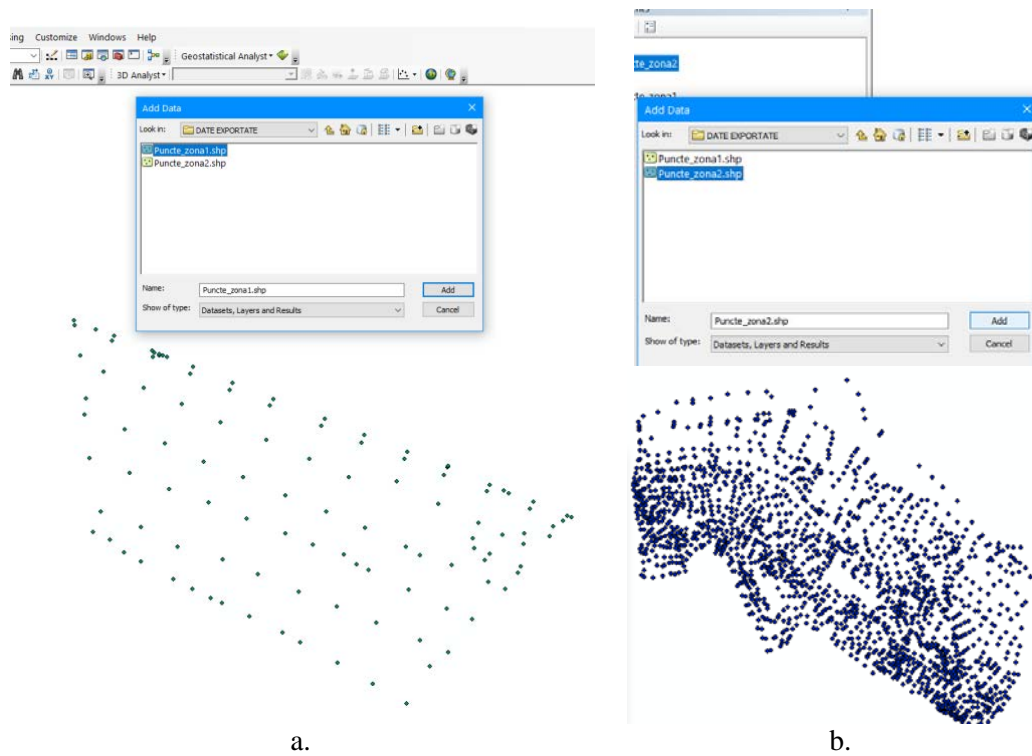 Customize Windows Help
Geostatistical Analyst
3D Analyst
Add Data
Look in: DATE EXPORTATE
Puncte_zona1.shp
Puncte_zona2.shp
Name: Puncte_zona1.shp Add
Show of type: Datasets, Layers and Results Cancel
a.
cte_zona2
Add Data
Look in: DATE EXPORTATE
Puncte_zona1.shp
Puncte_zona2.shp
Name: Puncte_zona2.shp Add
Show of type: Datasets, Layers and Results Cancel
b.